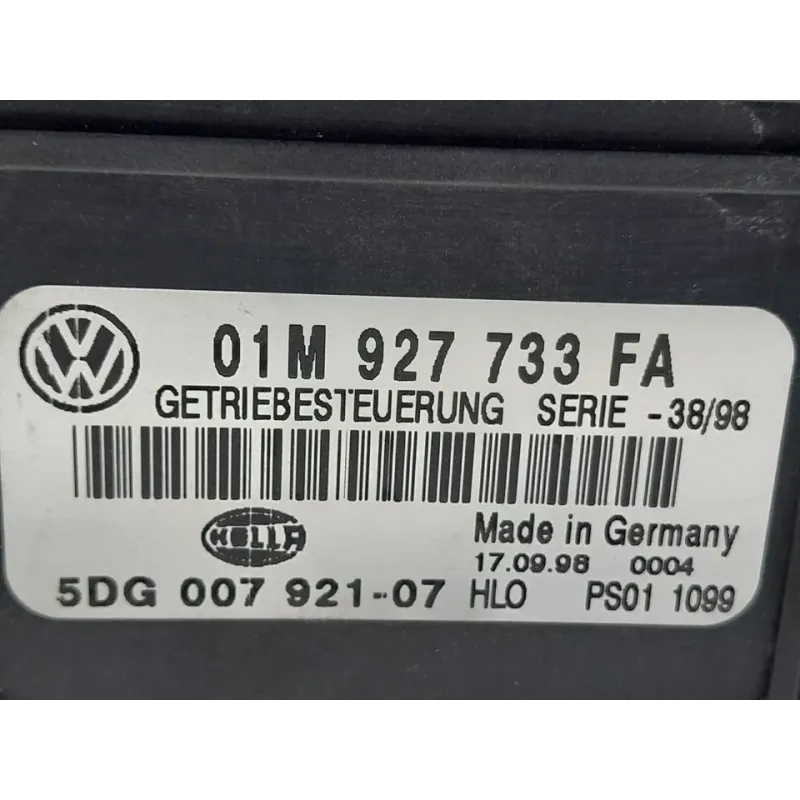 01M 927 733 FA
GETRIEBESTEUERUNG SERIE -38/98
HELLA
Made in Germany
17.09.98 0004
5DG 007 921-07 HLO PS01 1099